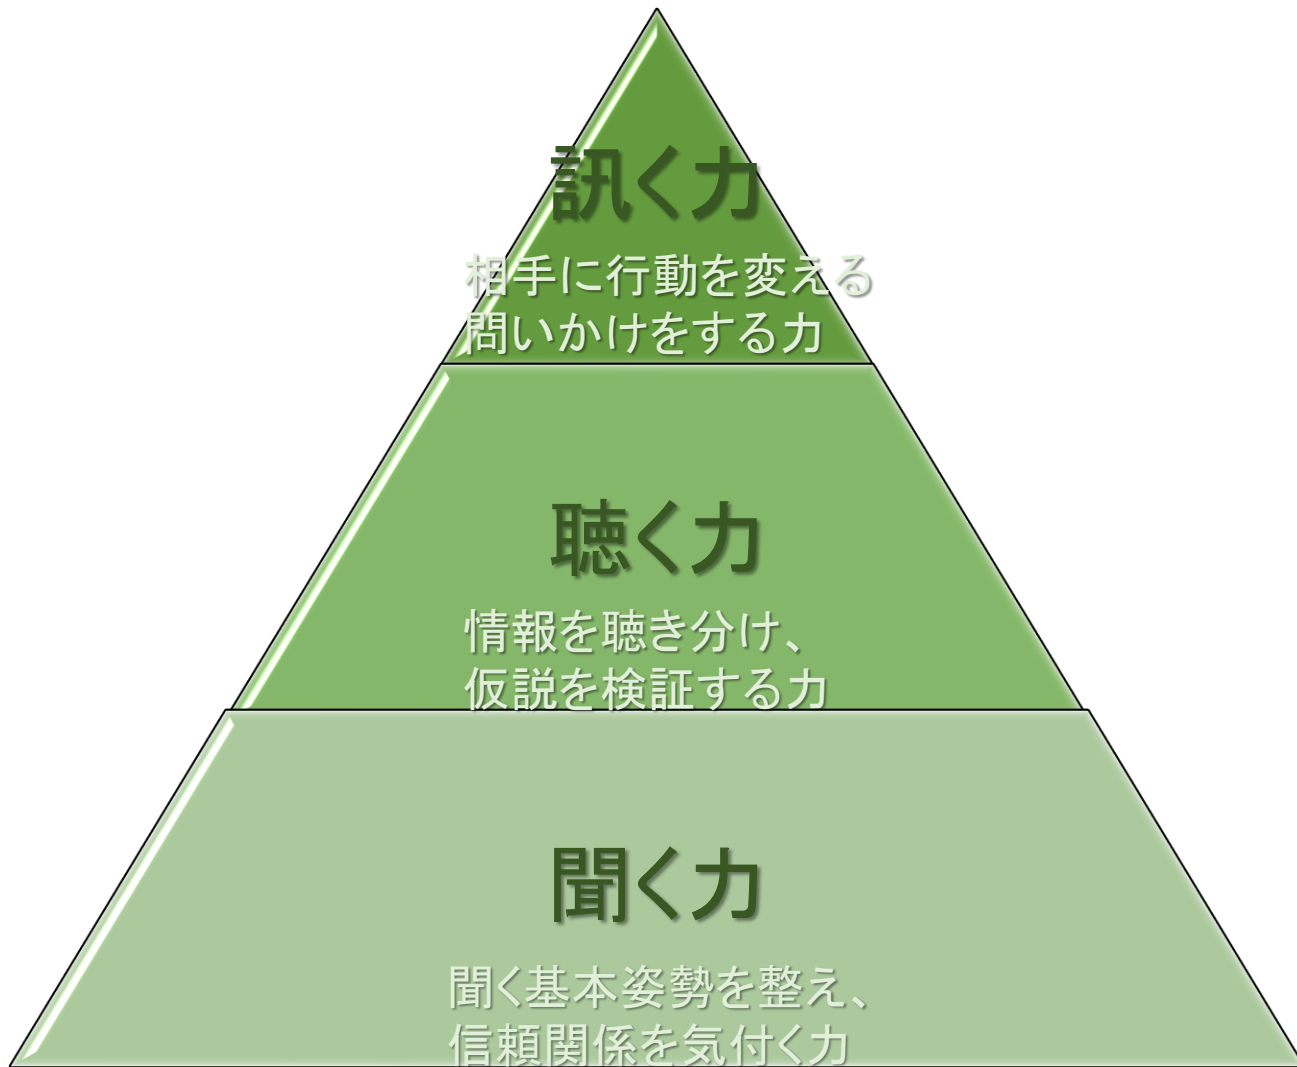 訊く力
相手に行動を変える
問いかけをする力
聴く力
情報を聴き分け、
仮説を検証する力
聞く力
聞く基本姿勢を整え、
信頼関係を気付く力